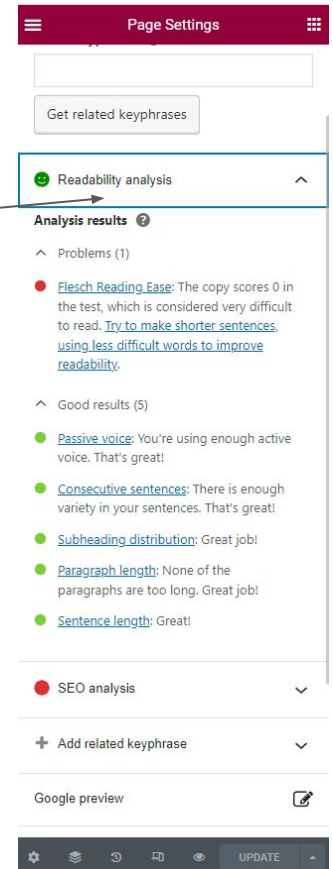 Page Settings
Get related keyphrases
Readability analysis
Analysis results
Problems (1)
Flesch Reading Ease: The copy scores 0 in
the test, which is considered very difficult
to read. Try to make shorter sentences,
using less difficult words to improve
readability.
Good results (5)
Passive voice: You're using enough active
voice. That's great!
Consecutive sentences: There is enough
variety in your sentences. That's great!
Subheading distribution: Great job!
Paragraph length: None of the
paragraphs are too long. Great job!
Sentence length: Great!
SEO analysis
Add related keyphrase
Google preview
UPDATE